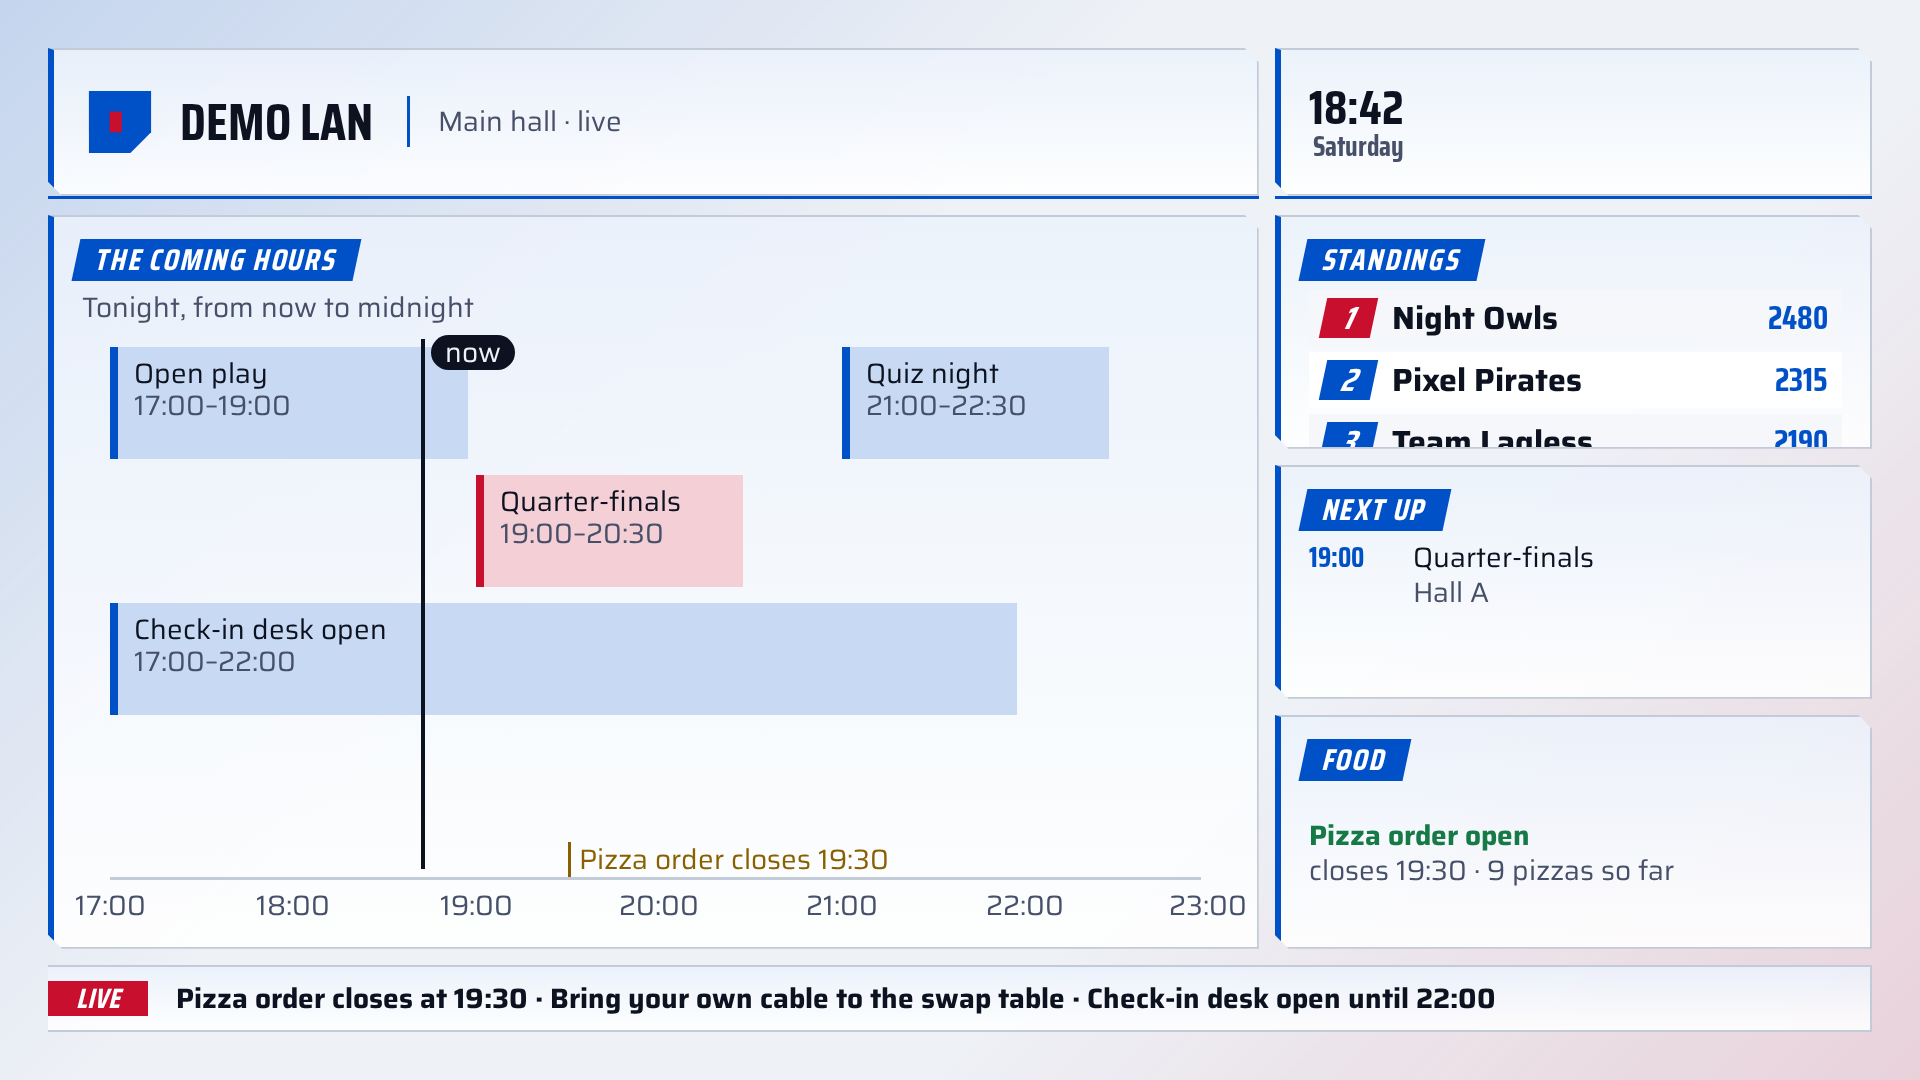 DEMO LAN
Main hall · live
18:42
Saturday
THE COMING HOURS
Tonight, from now to midnight
now
Open play
17:00–19:00
Quiz night
21:00–22:30
Quarter-finals
19:00–20:30
Check-in desk open
17:00–22:00
Pizza order closes 19:30
17:00 18:00 19:00 20:00 21:00 22:00 23:00
STANDINGS
1 Night Owls 2480
2 Pixel Pirates 2315
3 Team Lagless 2190
NEXT UP
19:00 Quarter-finals
Hall A
FOOD
Pizza order open
closes 19:30 · 9 pizzas so far
LIVE Pizza order closes at 19:30 · Bring your own cable to the swap table · Check-in desk open until 22:00